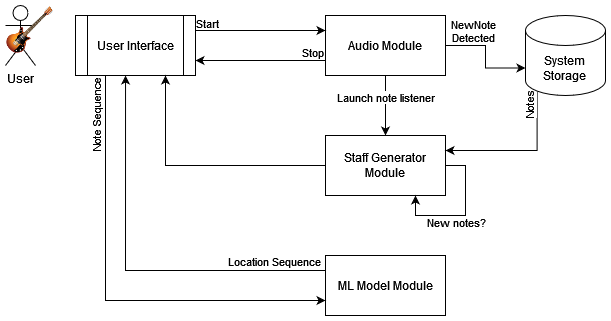 User
User Interface
Start
Stop
Audio Module
NewNote
Detected
System
Storage
Launch note listener
Notes
Note Sequence
Staff Generator
Module
New notes?
Location Sequence
ML Model Module